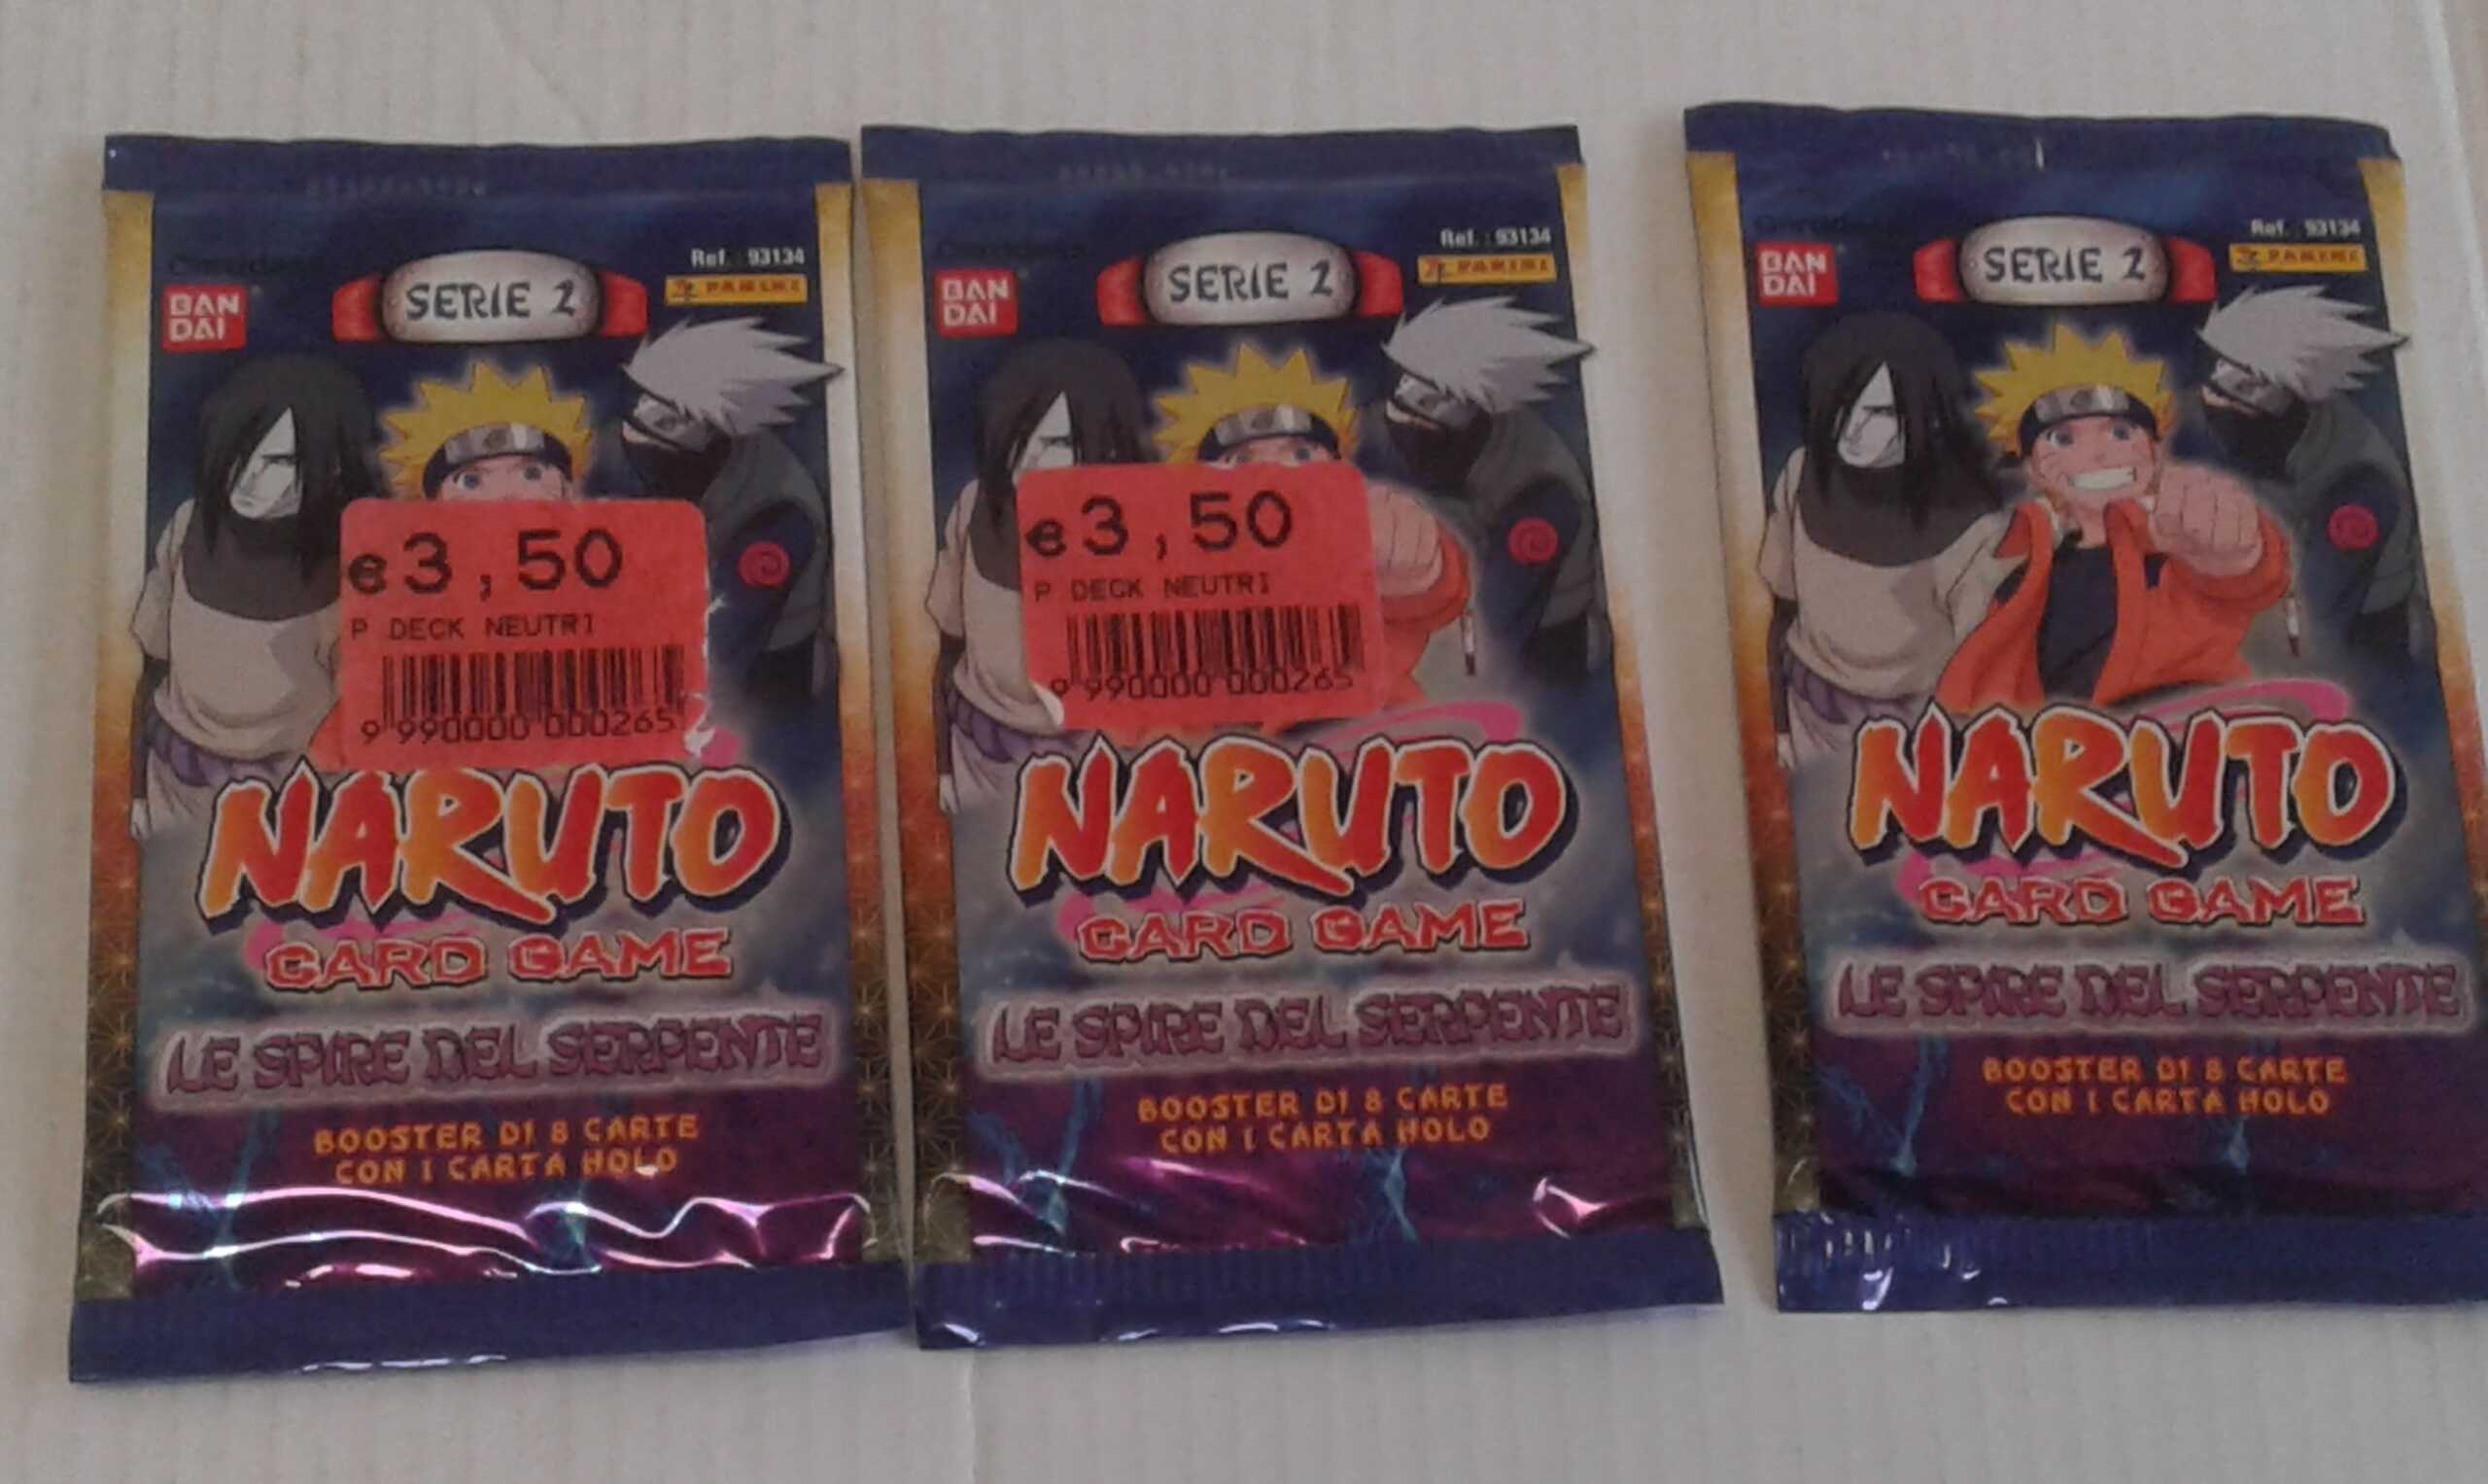 SERIE 2
Ref. : 93134
BAN
DAI
PANINI
€3,50
P DECK NEUTRI
9 990000 000265
NARUTO
CARD GAME
LE SPIRE DEL SERPENTE
BOOSTER DI 8 CARTE
CON 1 CARTA HOLO
SERIE 2
Ref. : 93134
BAN
DAI
PANINI
€3,50
P DECK NEUTRI
9 990000 000265
NARUTO
CARD GAME
LE SPIRE DEL SERPENTE
BOOSTER DI 8 CARTE
CON 1 CARTA HOLO
SERIE 2
Ref. : 93134
BAN
DAI
PANINI
NARUTO
CARD GAME
LE SPIRE DEL SERPENTE
BOOSTER DI 8 CARTE
CON 1 CARTA HOLO